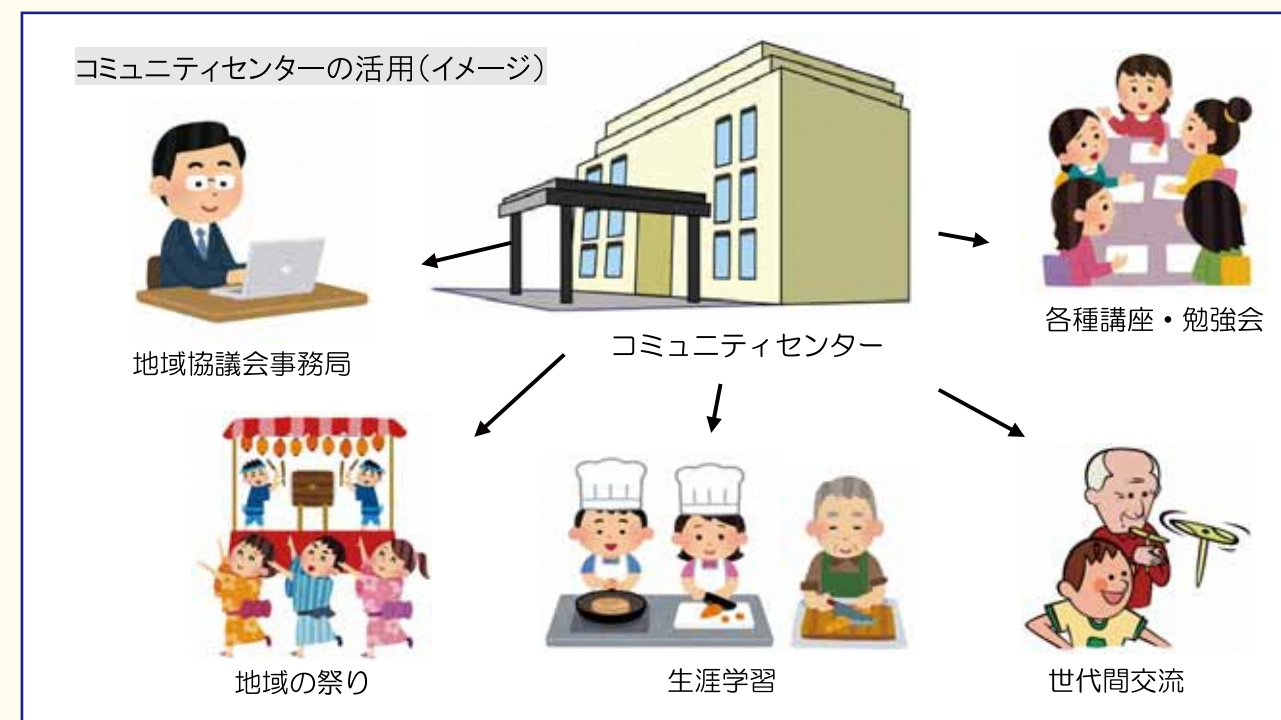 コミュニティセンターの活用(イメージ)
コミュニティセンター
地域協議会事務局
各種講座・勉強会
地域の祭り
生涯学習
世代間交流